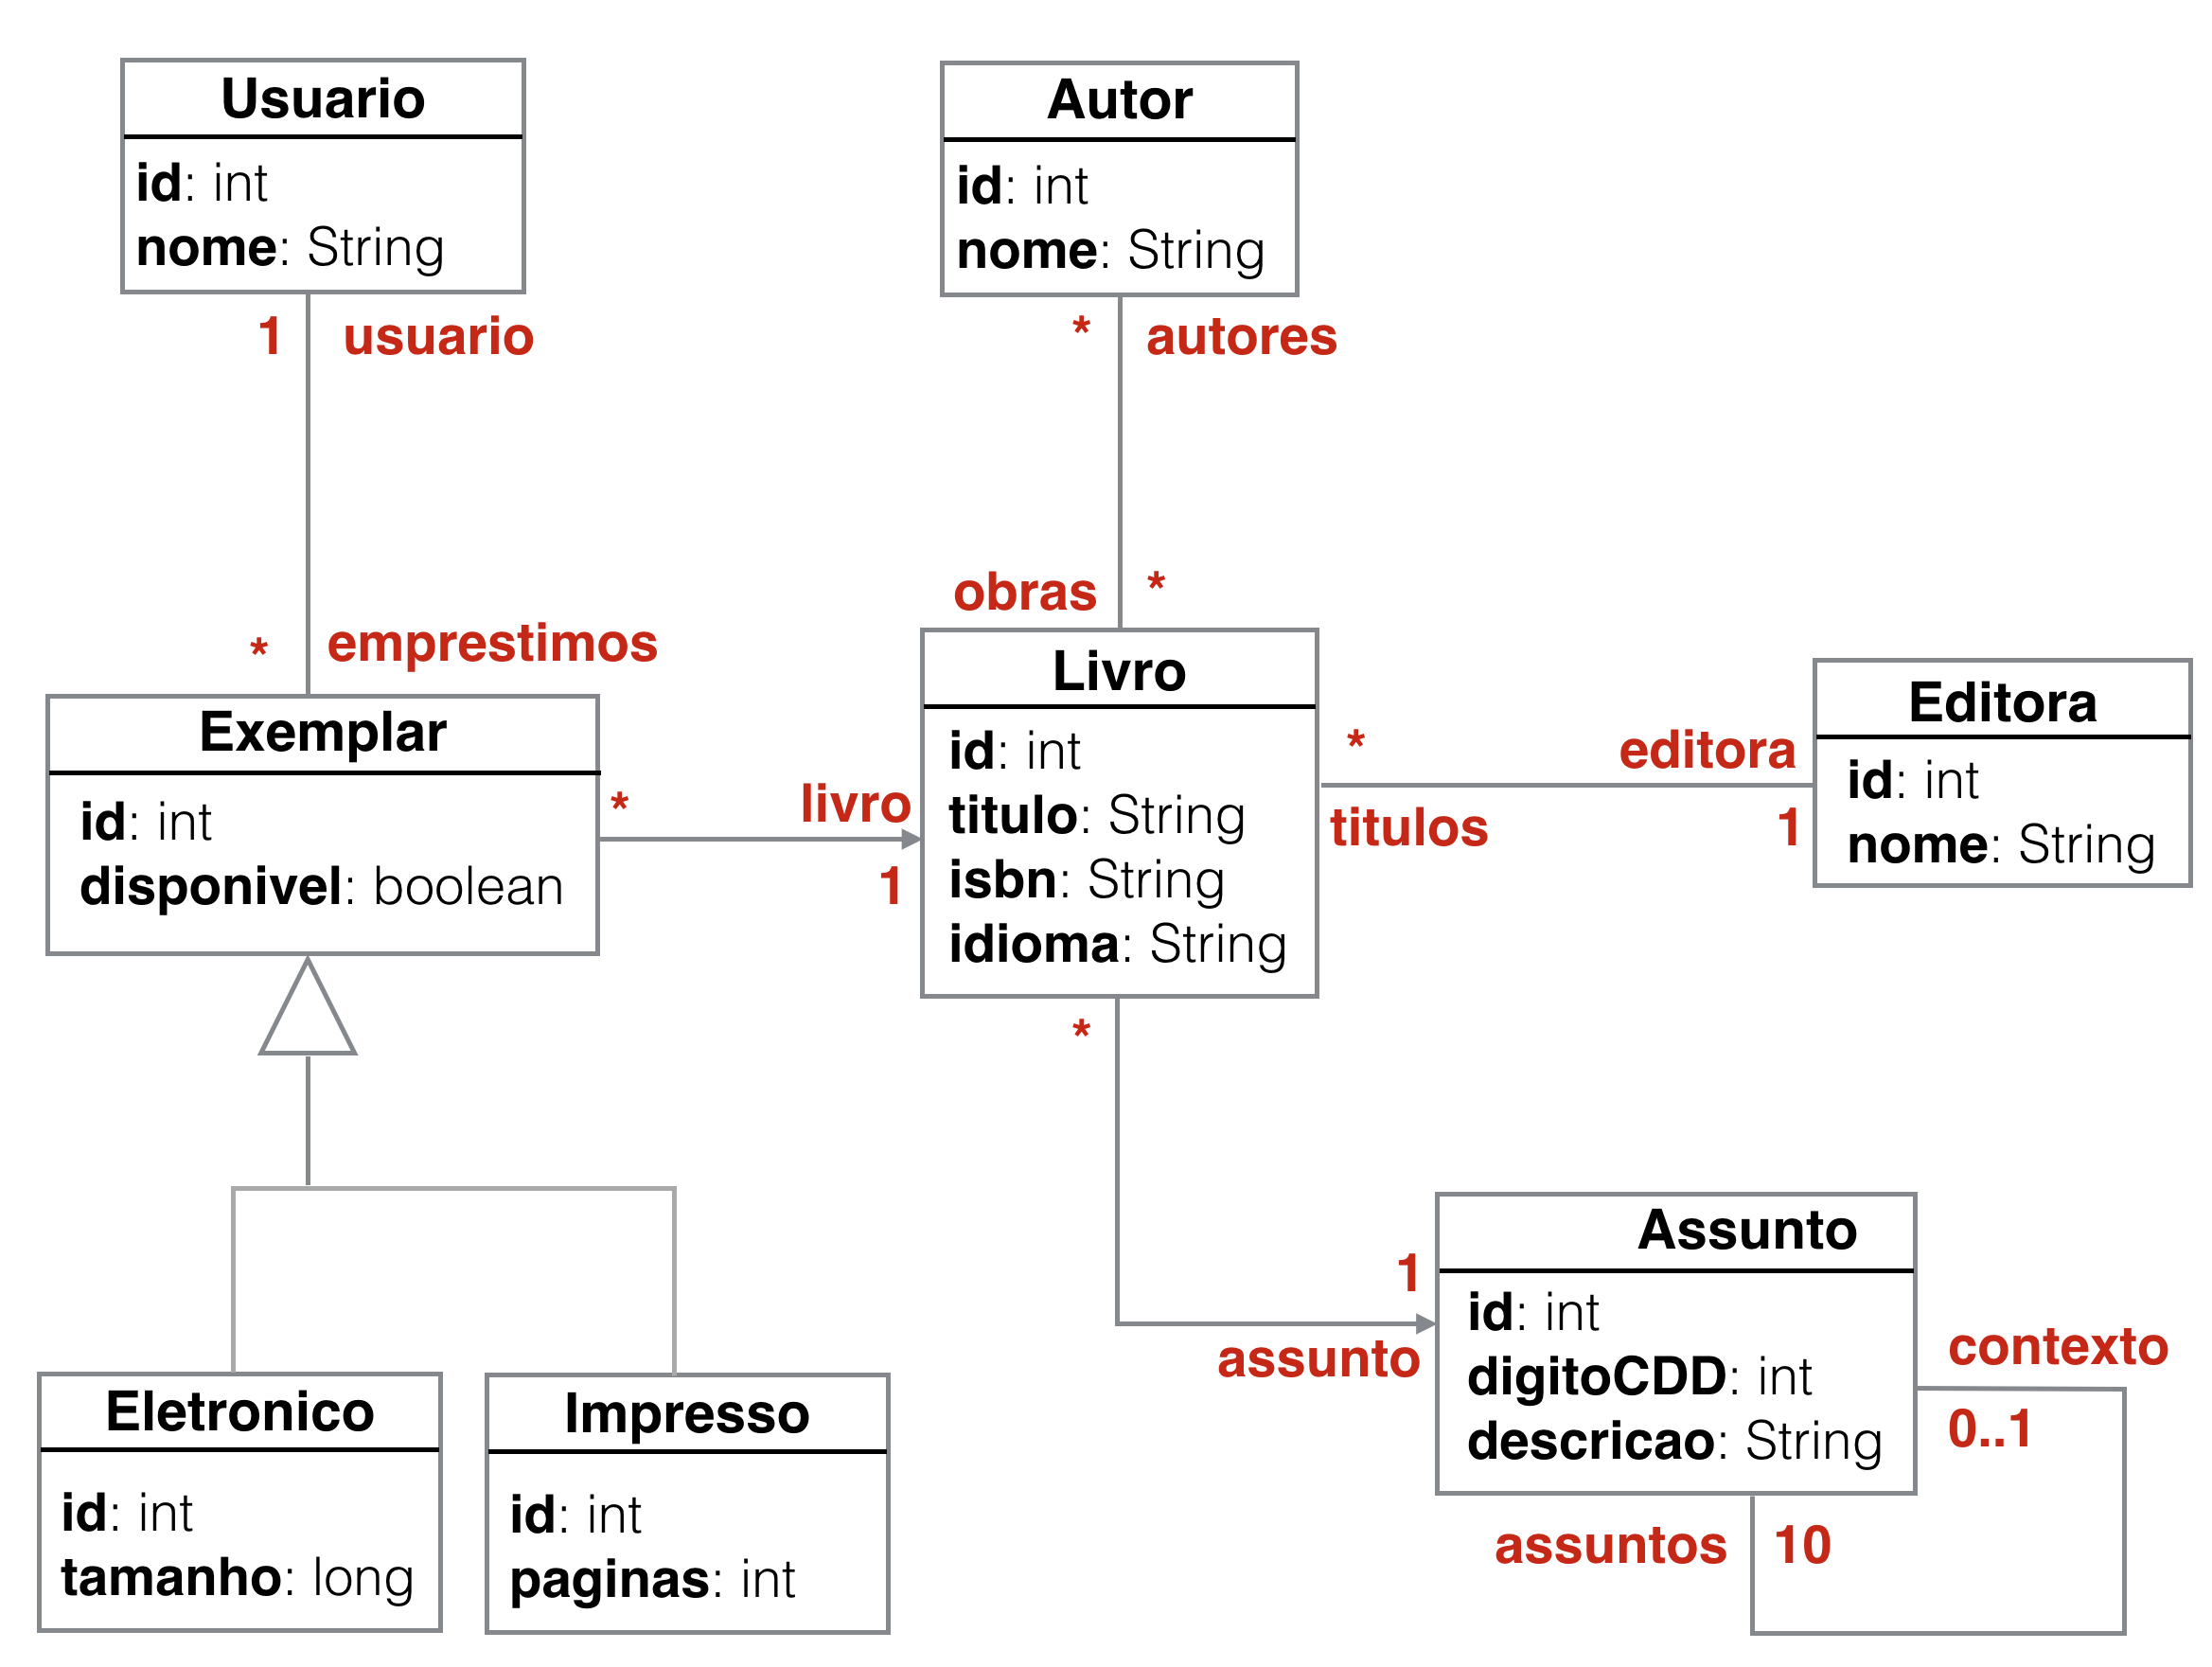 Usuario
id: int
nome: String
1
usuario
*
emprestimos
Autor
id: int
nome: String
*
autores
obras
*
Exemplar
id: int
disponivel: boolean
*
livro
1
Livro
id: int
titulo: String
isbn: String
idioma: String
*
titulos
editora
1
Editora
id: int
nome: String
*
1
assunto
Assunto
id: int
digitoCDD: int
descricao: String
contexto
0..1
assuntos
10
Eletronico
id: int
tamanho: long
Impresso
id: int
paginas: int